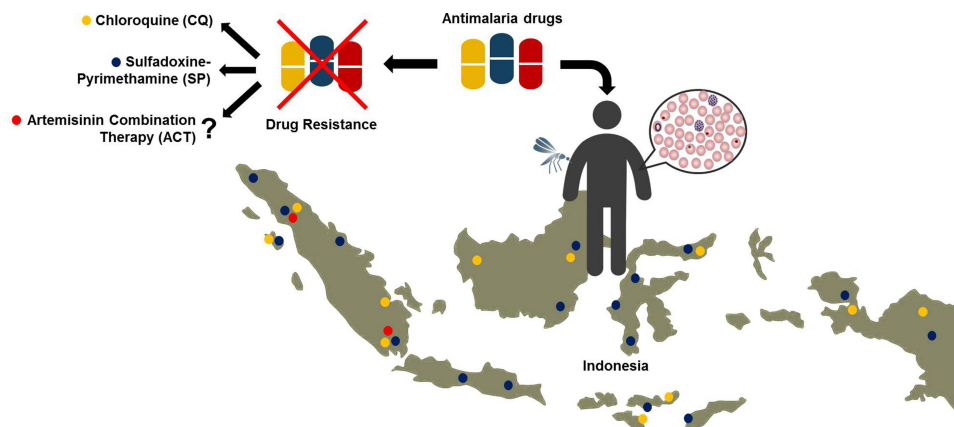 Chloroquine (CQ)
Sulfadoxine-
Pyrimethamine (SP)
Artemisinin Combination
Therapy (ACT)
?
Drug Resistance
Antimalaria drugs
Indonesia